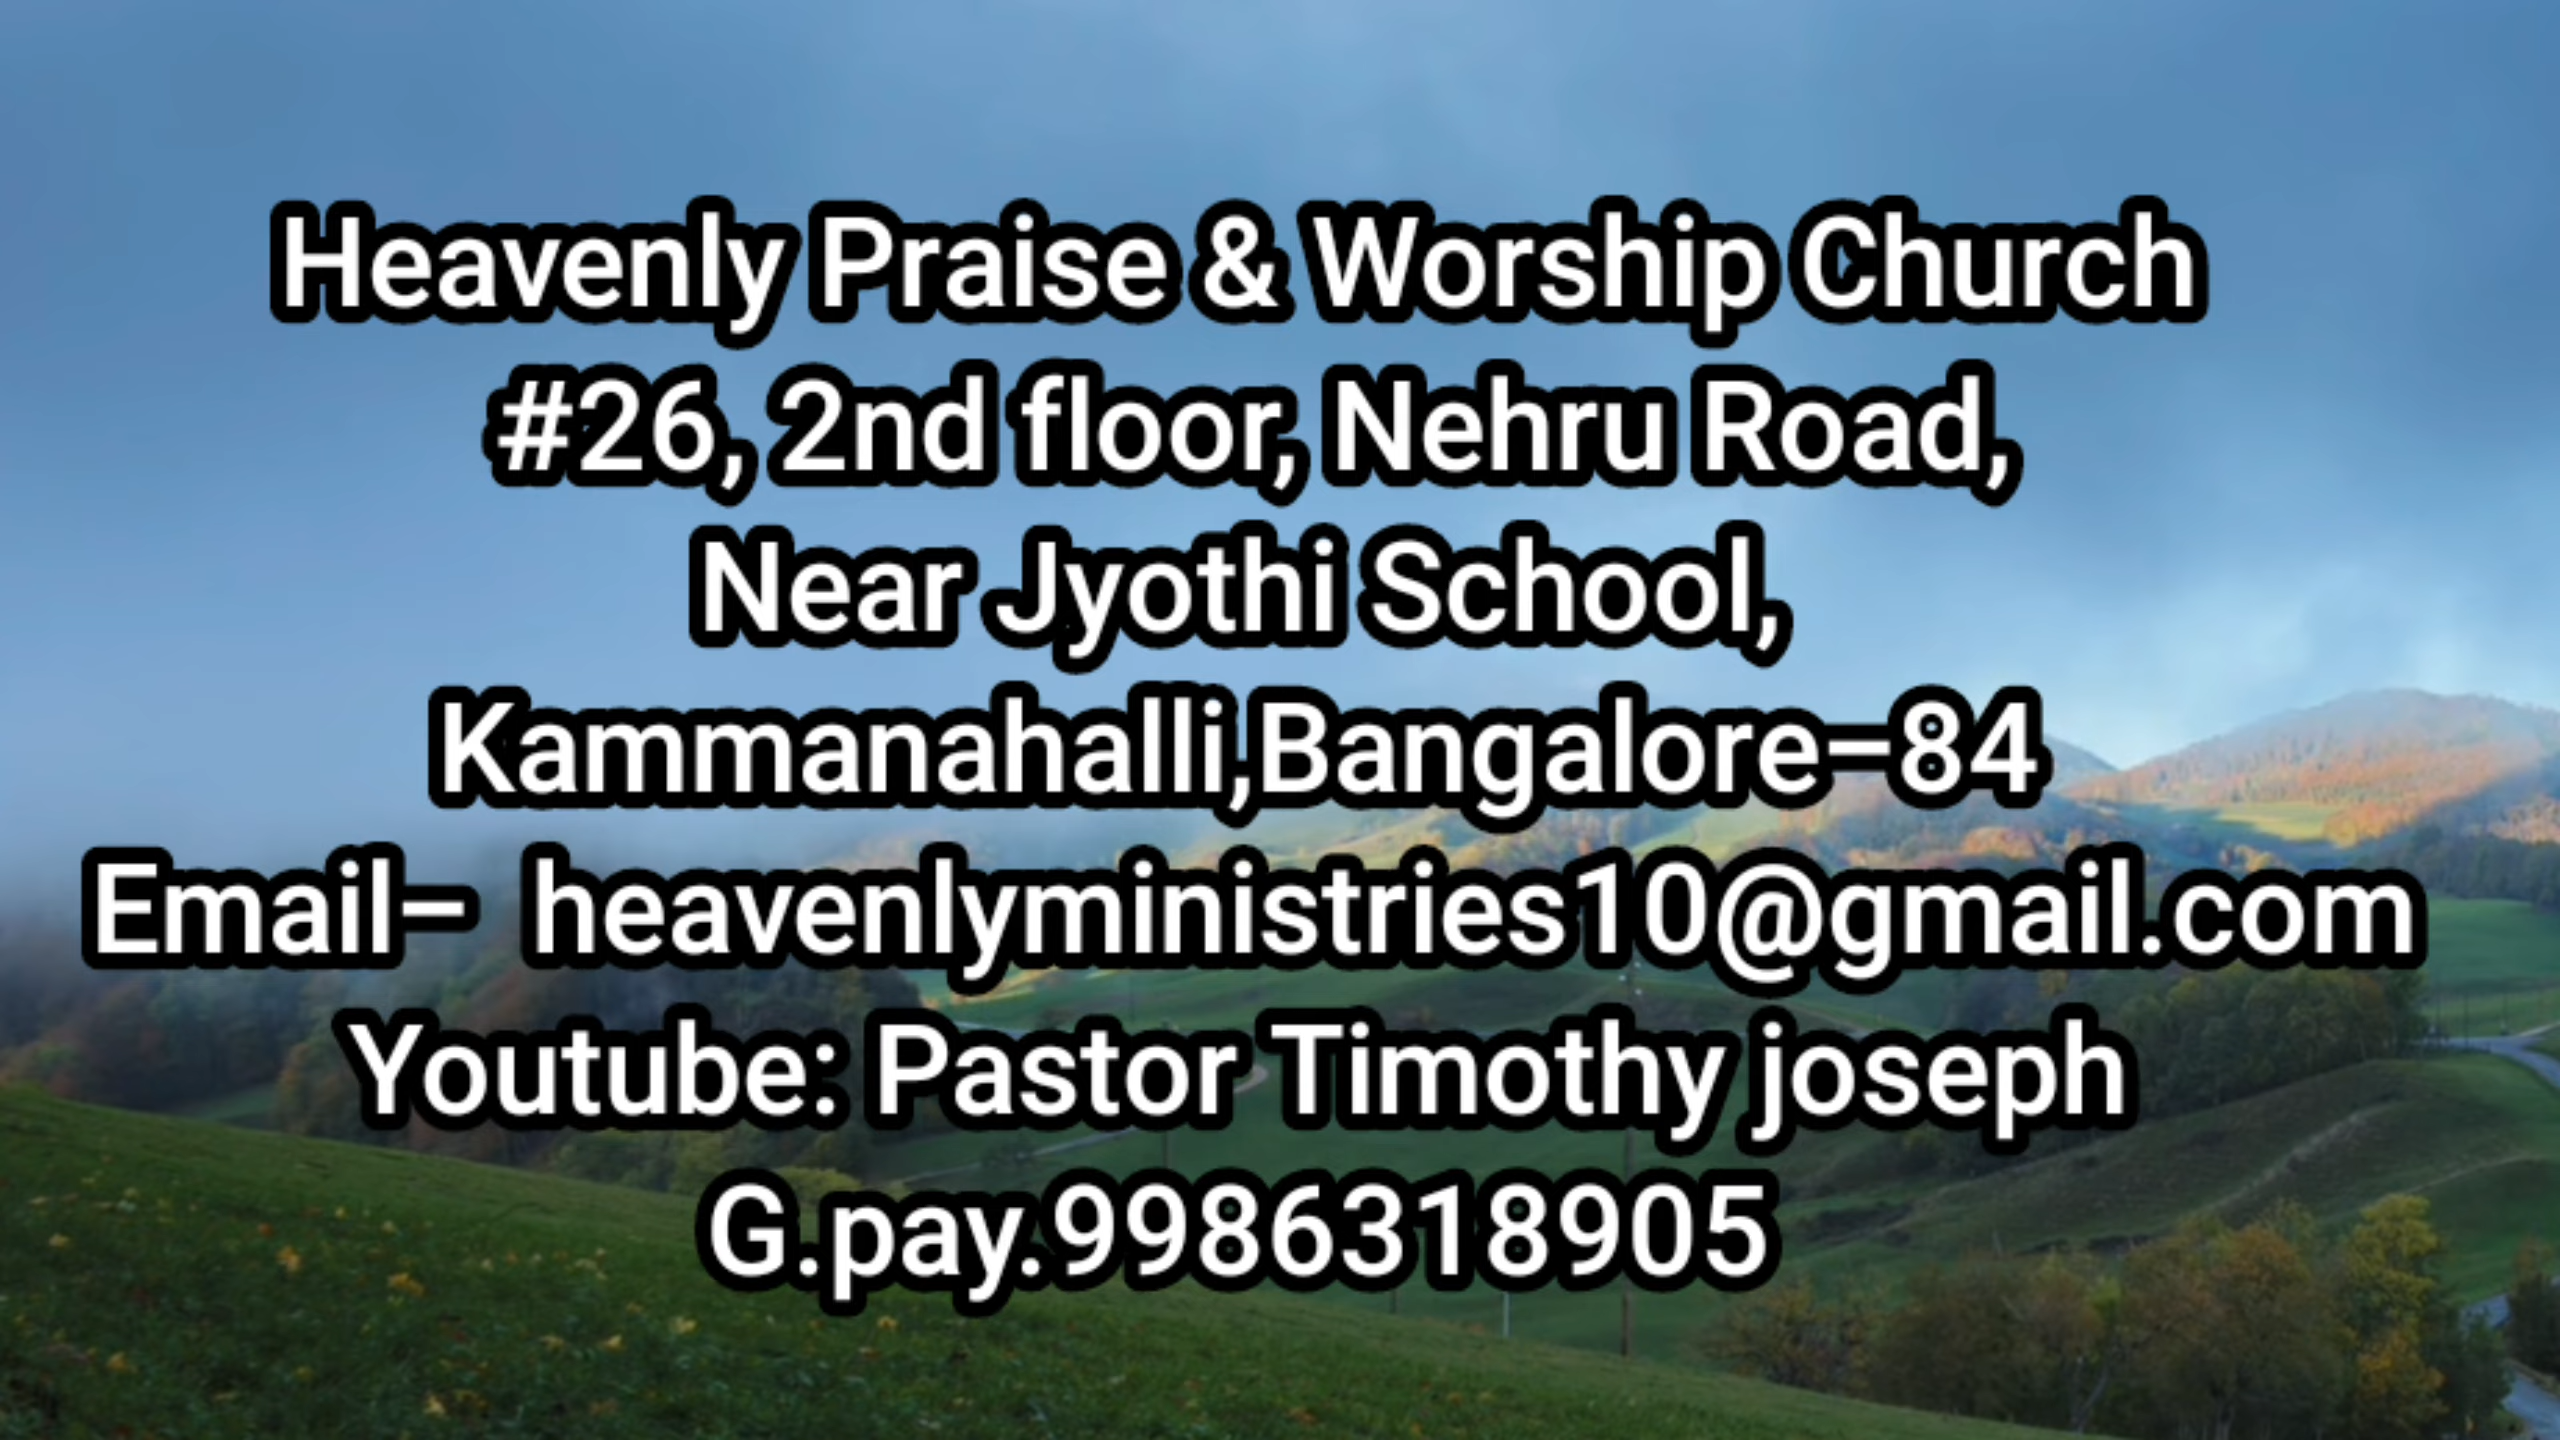 Heavenly Praise & Worship Church
#26, 2nd floor, Nehru Road,
Near Jyothi School,
Kammanahalli,Bangalore=84
Email– heavenlyministries10@gmail.com
Youtube: Pastor Timothy joseph
G.pay.9986318905